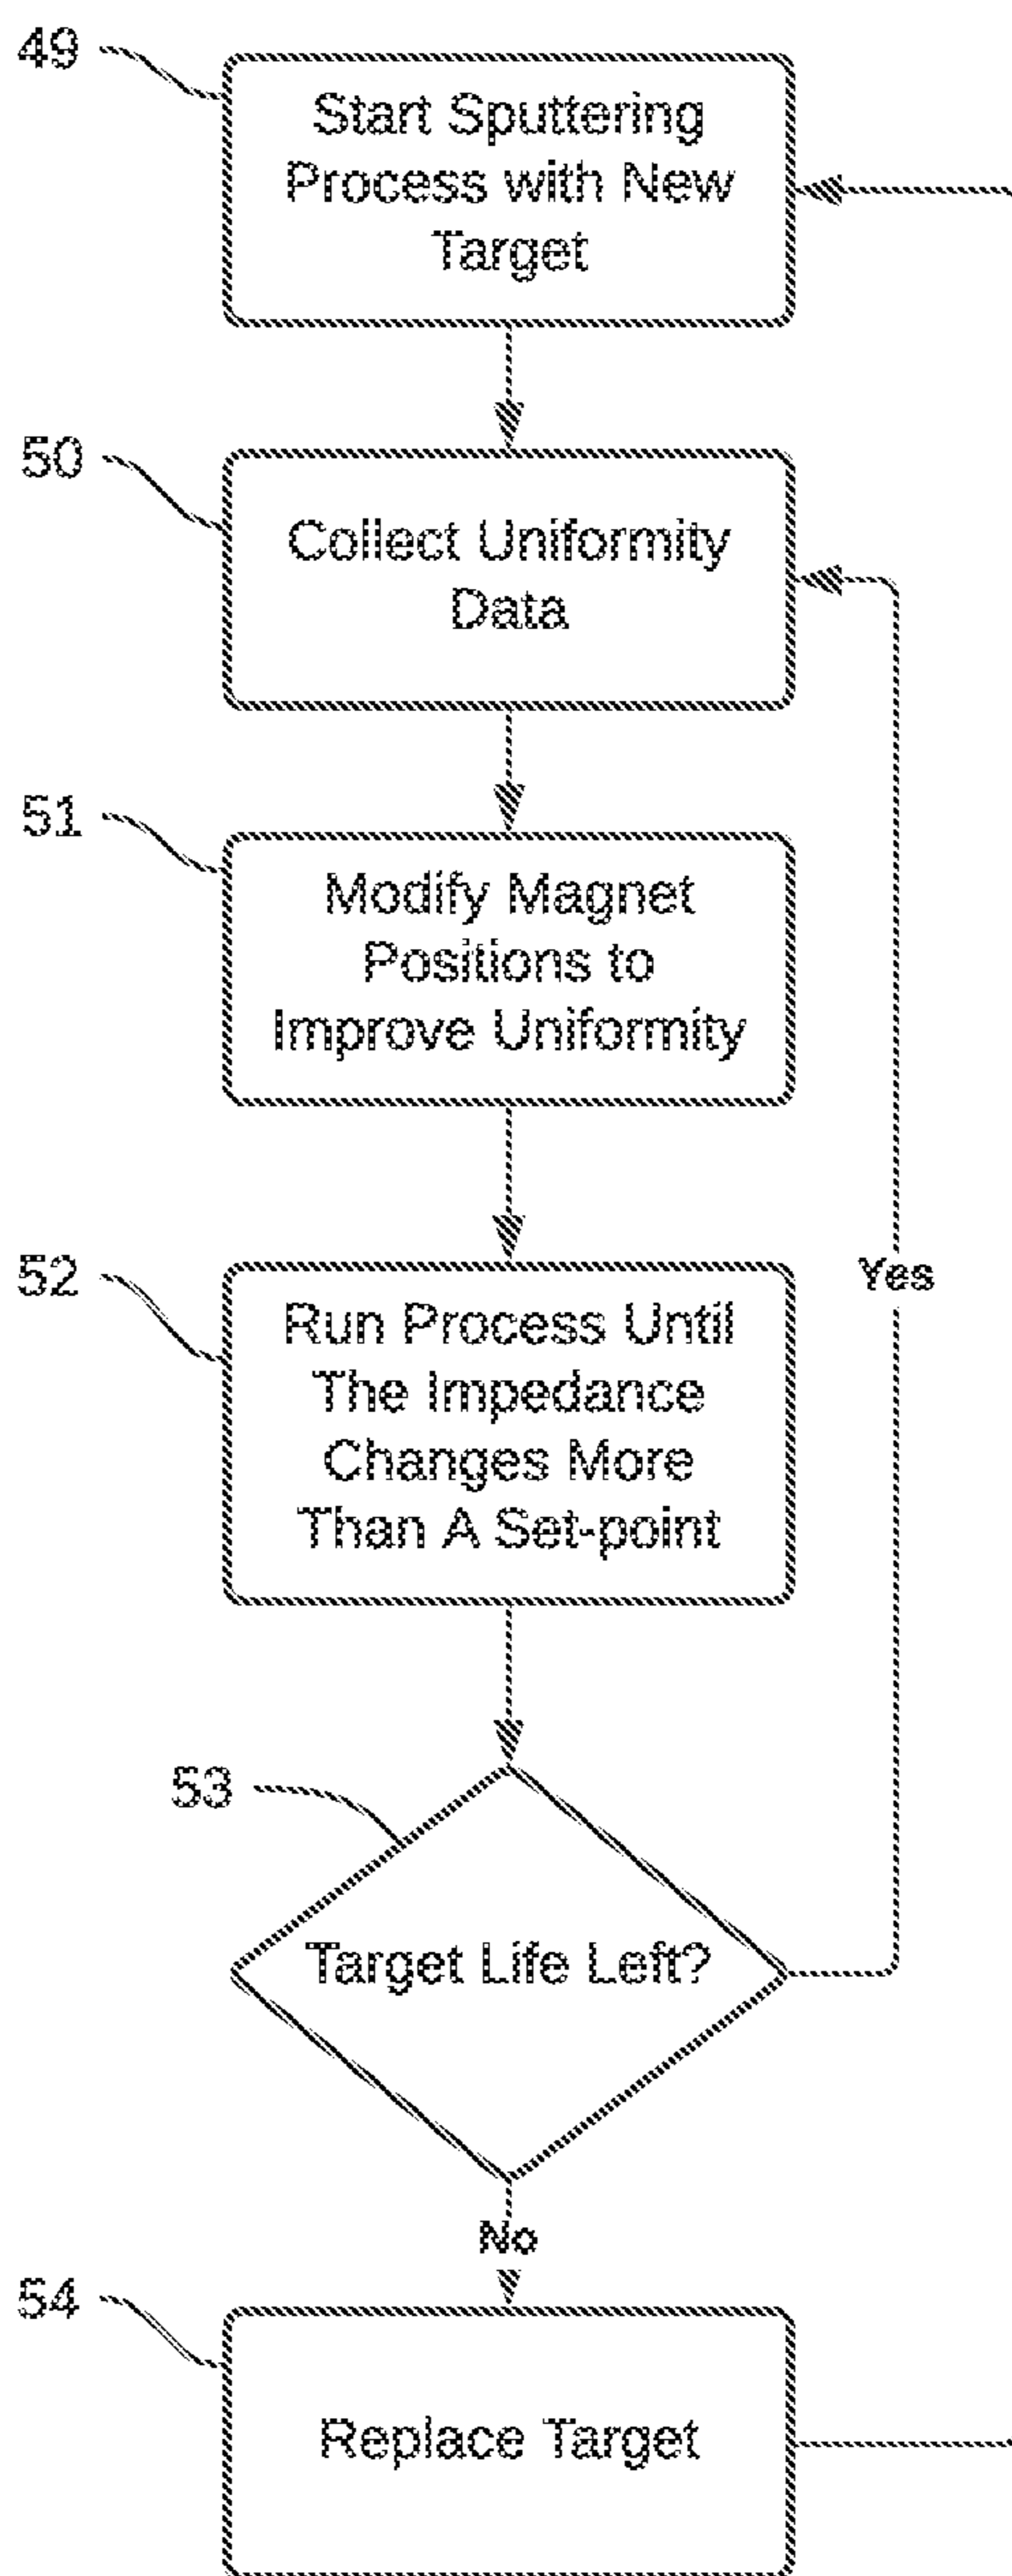 49
Start Sputtering
Process with New
Target
50
Collect Uniformity
Data
51
Modify Magnet
Positions to
Improve Uniformity
52
Run Process Until
The Impedance
Changes More
Than A Set-point
Yes
53
Target Life Left?
No
54
Replace Target